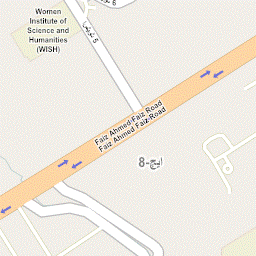 Women
Institute of
Science and
Humanities
(WISH)
Faiz Ahmed Faiz Road
Faiz Ahmed Faiz Road
ایچ-8